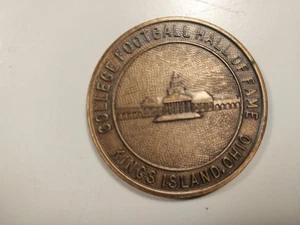 COLLEGE FOOTBALL HALL OF FAME
KINGS ISLAND, OHIO